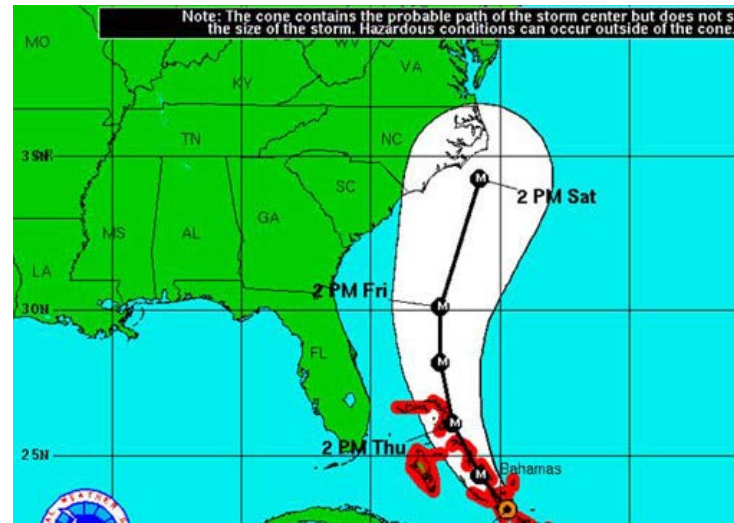 Note: The cone contains the probable path of the storm center but does not s
the size of the storm. Hazardous conditions can occur outside of the cone.
MO
WV
VA
KY
TN
NC
35N
SC
2 PM Sat
MS
AL
GA
LA
2 PM Fri
30N
FL
2 PM Thu
25N
Bahamas
M
M
M
M
M